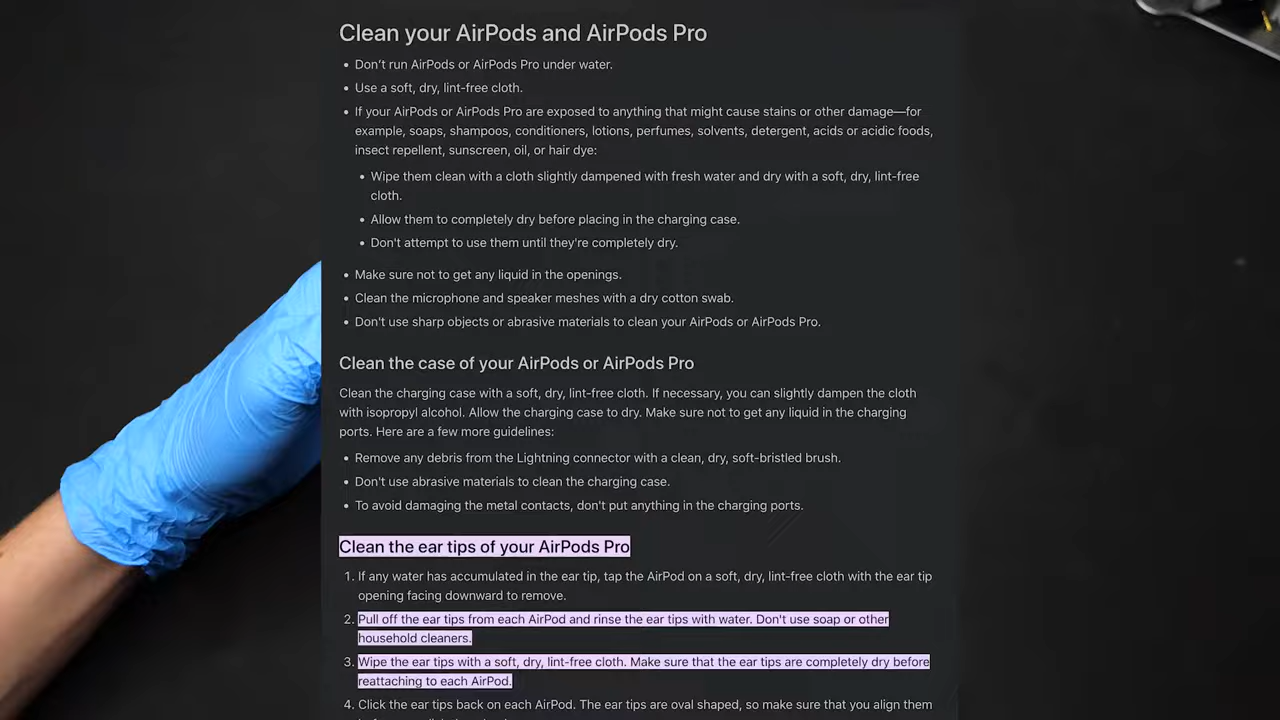 Clean your AirPods and AirPods Pro
• Don’t run AirPods or AirPods Pro under water.
• Use a soft, dry, lint-free cloth.
• If your AirPods or AirPods Pro are exposed to anything that might cause stains or other damage—for
example, soaps, shampoos, conditioners, lotions, perfumes, solvents, detergent, acids or acidic foods,
insect repellent, sunscreen, oil, or hair dye:
• Wipe them clean with a cloth slightly dampened with fresh water and dry with a soft, dry, lint-free
cloth.
• Allow them to completely dry before placing in the charging case.
• Don't attempt to use them until they're completely dry.
• Make sure not to get any liquid in the openings.
• Clean the microphone and speaker meshes with a dry cotton swab.
• Don't use sharp objects or abrasive materials to clean your AirPods or AirPods Pro.
Clean the case of your AirPods or AirPods Pro
Clean the charging case with a soft, dry, lint-free cloth. If necessary, you can slightly dampen the cloth
with isopropyl alcohol. Allow the charging case to dry. Make sure not to get any liquid in the charging
ports. Here are a few more guidelines:
• Remove any debris from the Lightning connector with a clean, dry, soft-bristled brush.
• Don't use abrasive materials to clean the charging case.
• To avoid damaging the metal contacts, don't put anything in the charging ports.
Clean the ear tips of your AirPods Pro
1. If any water has accumulated in the ear tip, tap the AirPod on a soft, dry, lint-free cloth with the ear tip
opening facing downward to remove.
2. Pull off the ear tips from each AirPod and rinse the ear tips with water. Don't use soap or other
household cleaners.
3. Wipe the ear tips with a soft, dry, lint-free cloth. Make sure that the ear tips are completely dry before
reattaching to each AirPod.
4. Click the ear tips back on each AirPod. The ear tips are oval shaped, so make sure that you align them